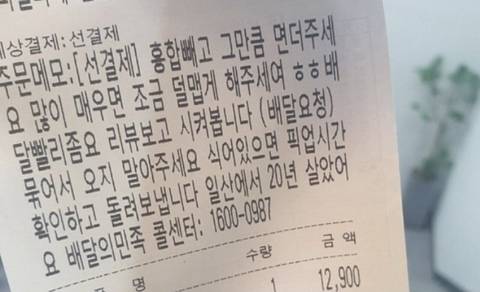 예상결제: 선결제
주문메모:[선결제] 홍합빼고 그만큼 면더주세
요 많이 매우면 조금 덜맵게 해주세여 ㅎㅎ배
달빨리좀요 리뷰보고 시켜봅니다 (배달요청)
묶어서 오지 말아주세요 식어있으면 픽업시간
확인하고 돌려보냅니다 일산에서 20년 살았어
요 배달의민족 콜센터: 1600-0987
품 명 수량 금 액
1 12,900